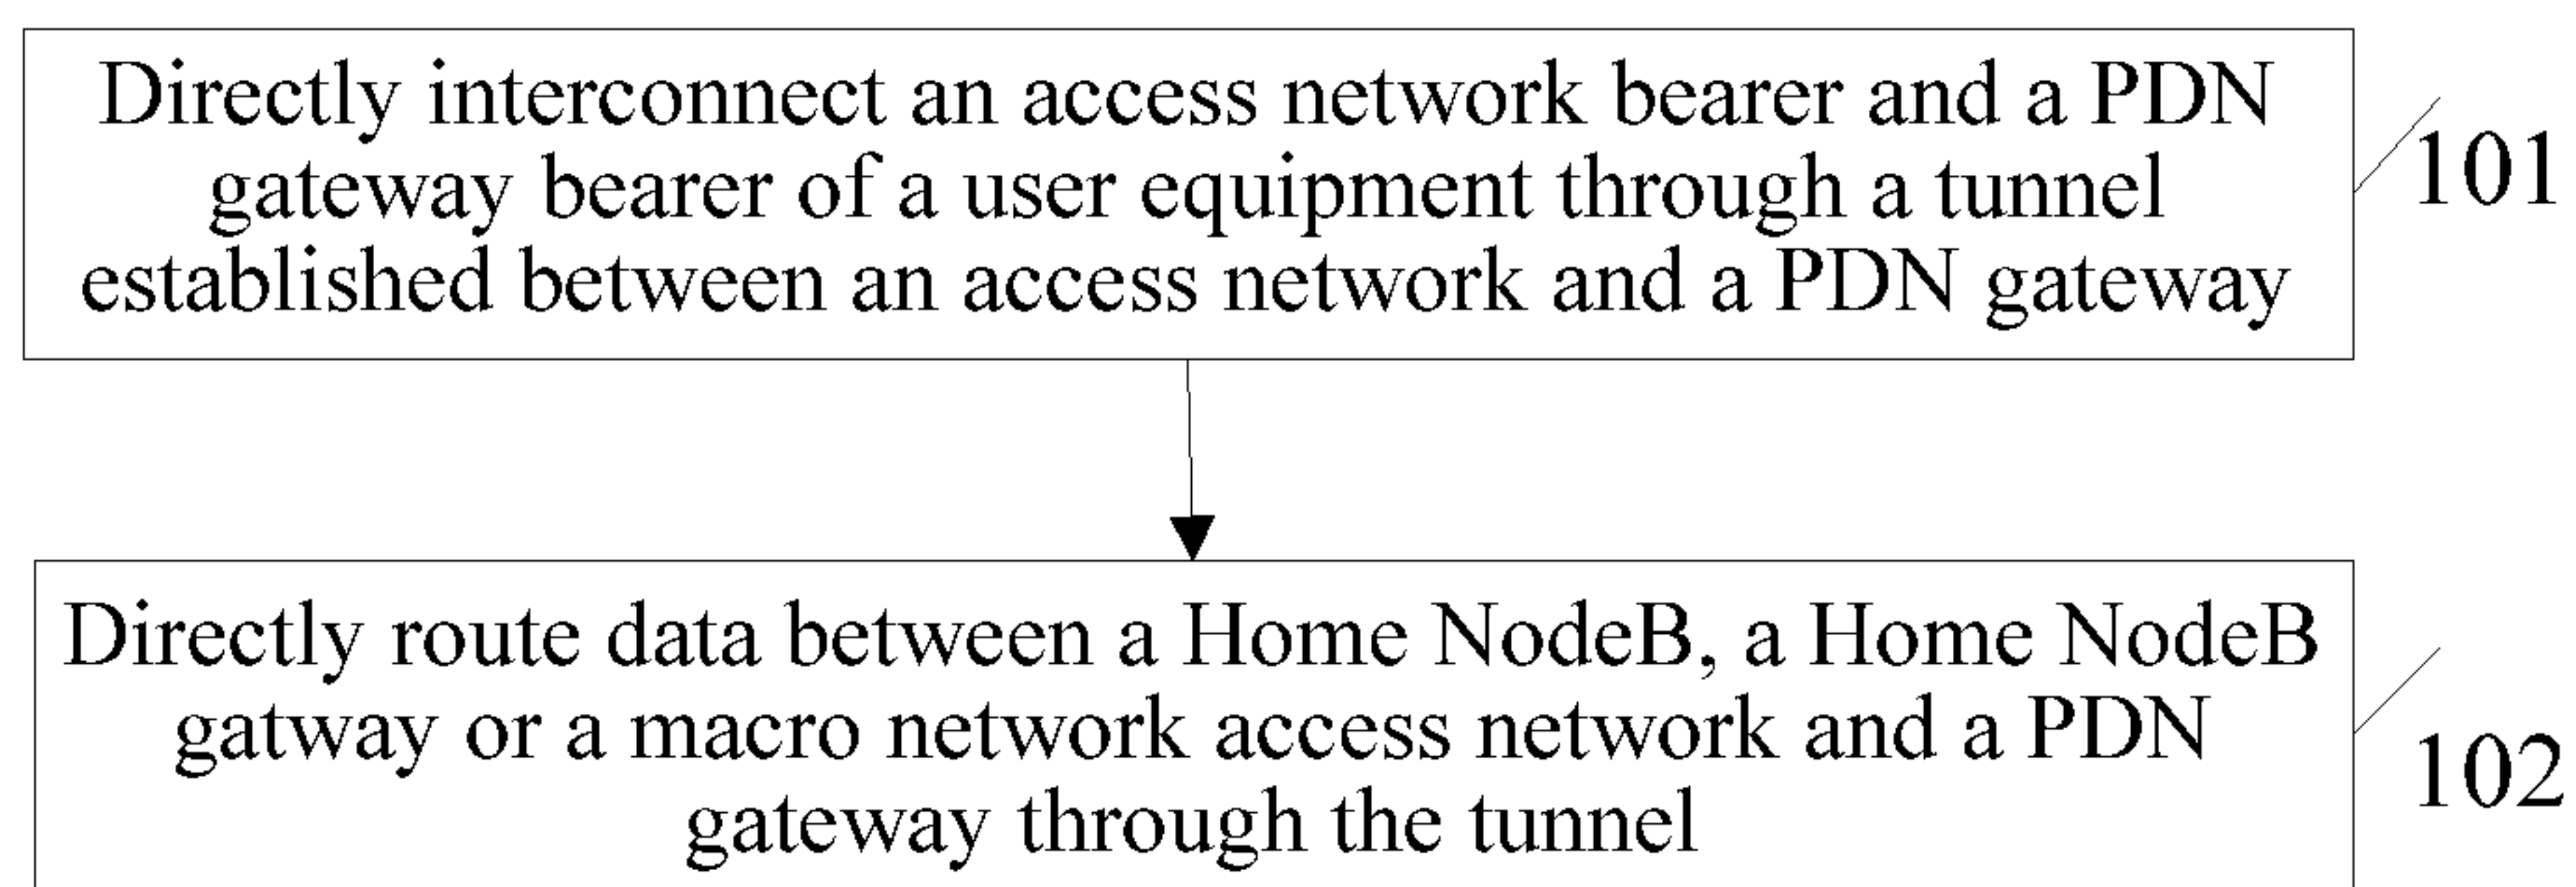 Directly interconnect an access network bearer and a PDN
gateway bearer of a user equipment through a tunnel
established between an access network and a PDN gateway
101
Directly route data between a Home NodeB, a Home NodeB
gatway or a macro network access network and a PDN
gateway through the tunnel
102